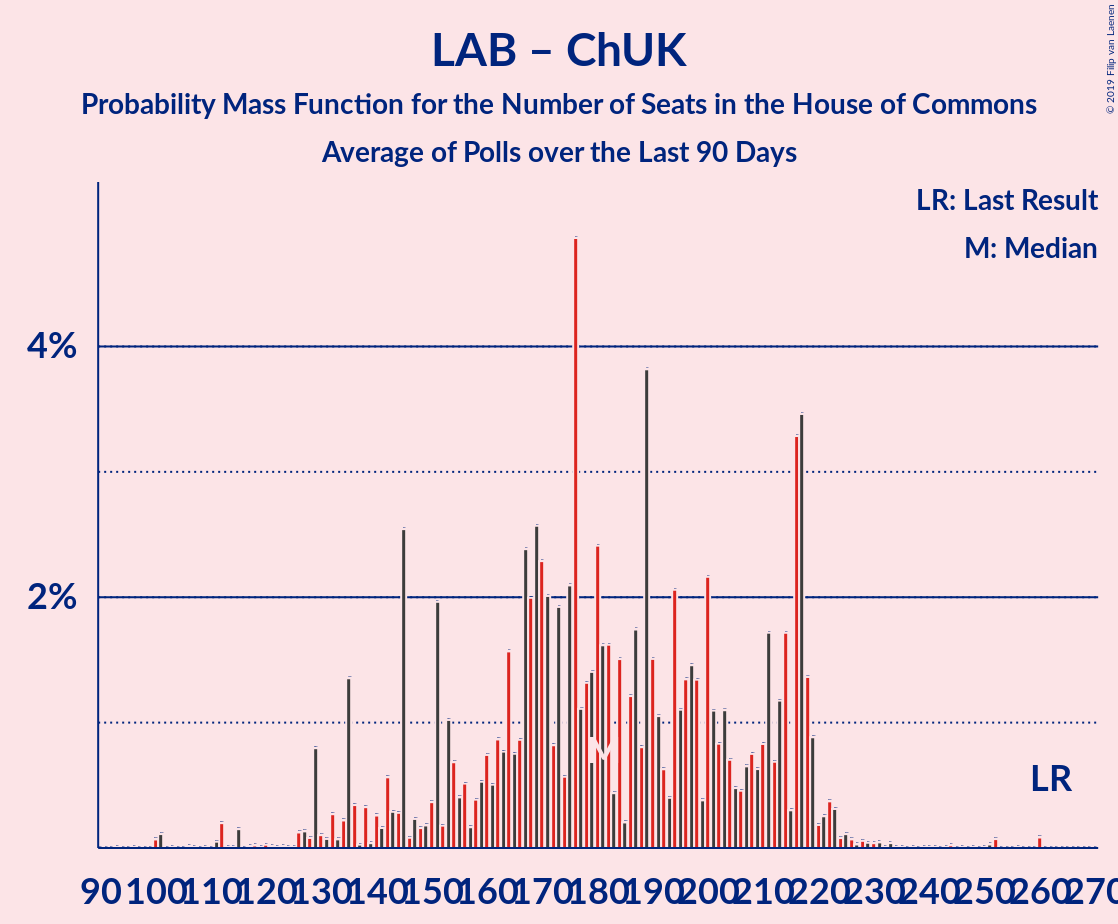 LAB – ChUK
Probability Mass Function for the Number of Seats in the House of Commons
Average of Polls over the Last 90 Days
© 2019 Filip van Laenen
LR: Last Result
M: Median
4%
2%
M
LR
90 100 110 120 130 140 150 160 170 180 190 200 210 220 230 240 250 260 270